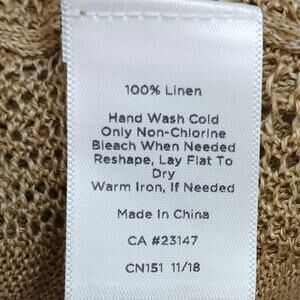 100% Linen
Hand Wash Cold
Only Non-Chlorine
Bleach When Needed
Reshape, Lay Flat To
Dry
Warm Iron, If Needed
Made In China
CA #23147
CN151 11/18